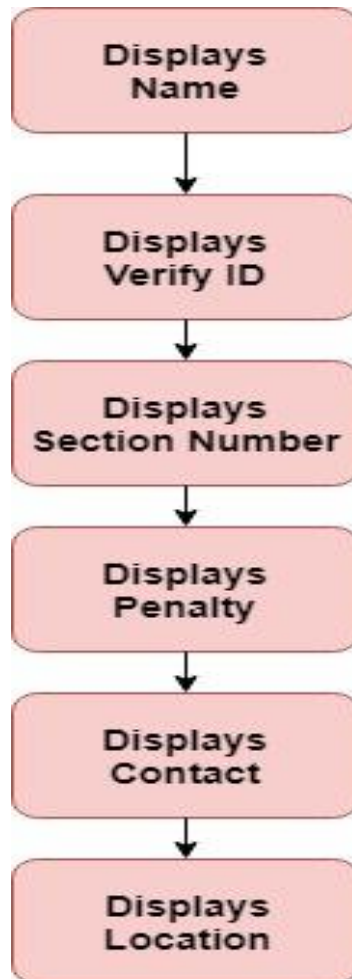 Displays
Name
Displays
Verify ID
Displays
Section Number
Displays
Penalty
Displays
Contact
Displays
Location